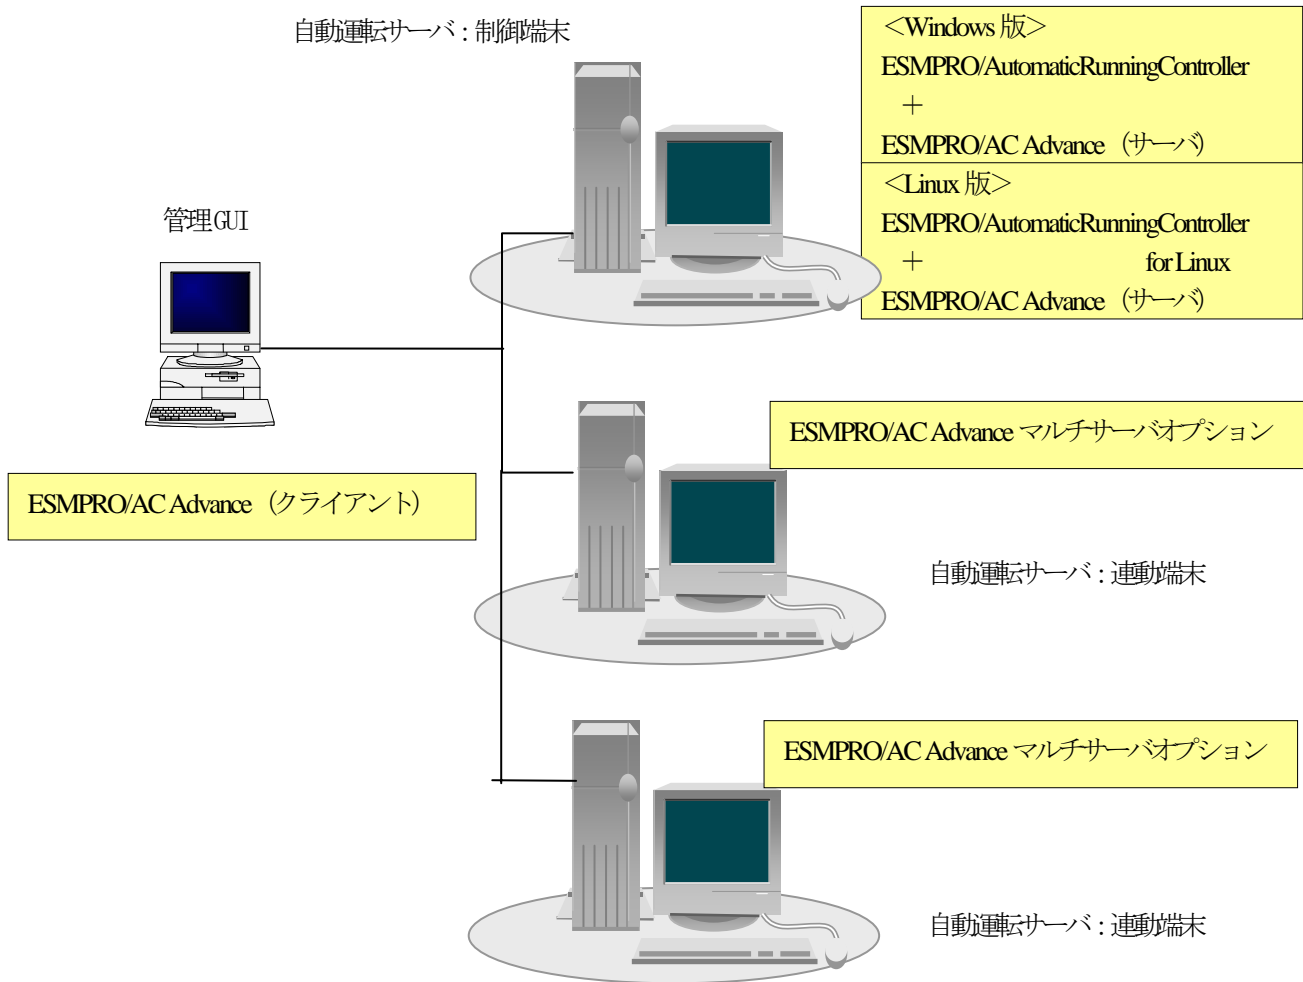 自動運転サーバ：制御端末
＜Windows 版＞
ESMPRO/AutomaticRunningController
＋
ESMPRO/AC Advance （サーバ）
＜Linux 版＞
ESMPRO/AutomaticRunningController
＋ for Linux
ESMPRO/AC Advance （サーバ）
管理GUI
ESMPRO/AC Advance マルチサーバオプション
ESMPRO/AC Advance （クライアント）
自動運転サーバ：連動端末
ESMPRO/AC Advance マルチサーバオプション
自動運転サーバ：連動端末